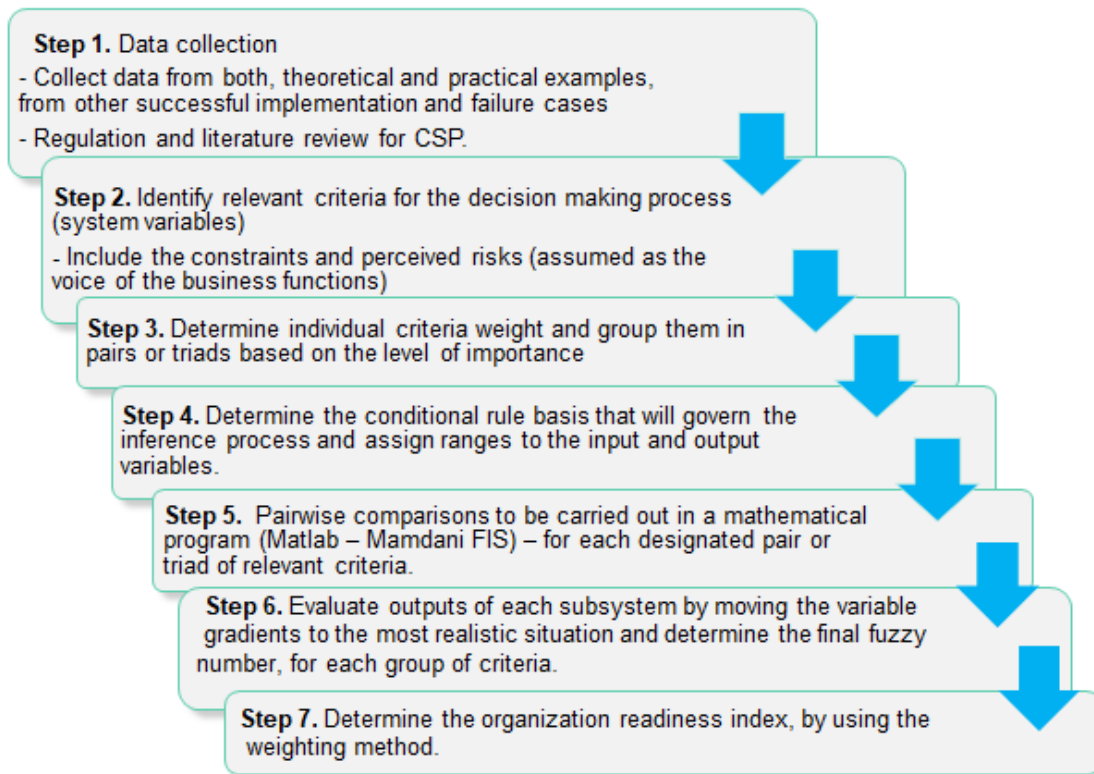 Step 1. Data collection
- Collect data from both, theoretical and practical examples,
from other successful implementation and failure cases
- Regulation and literature review for CSP.
Step 2. Identify relevant criteria for the decision making process
(system variables)
- Include the constraints and perceived risks (assumed as the
voice of the business functions)
Step 3. Determine individual criteria weight and group them in
pairs or triads based on the level of importance
Step 4. Determine the conditional rule basis that will govern the
inference process and assign ranges to the input and output
variables.
Step 5. Pairwise comparisons to be carried out in a mathematical
program (Matlab – Mamdani FIS) – for each designated pair or
triad of relevant criteria.
Step 6. Evaluate outputs of each subsystem by moving the variable
gradients to the most realistic situation and determine the final fuzzy
number, for each group of criteria.
Step 7. Determine the organization readiness index, by using the
weighting method.